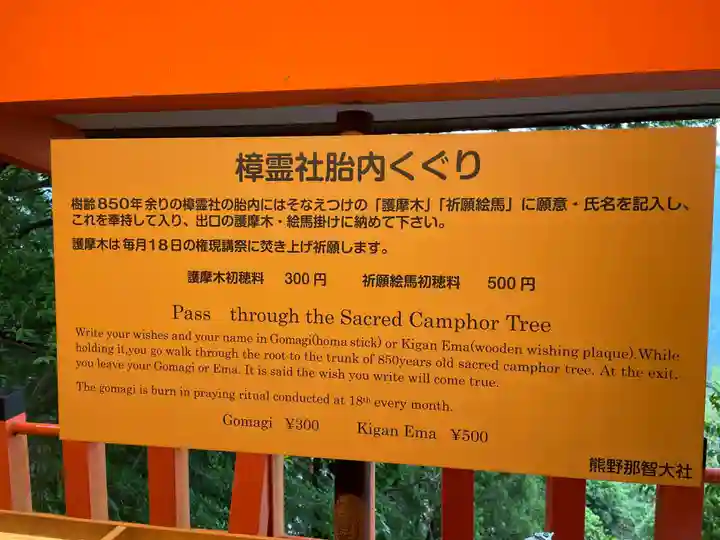 樟霊社胎内くぐり
樹齢850年余りの樟霊社の胎内にはそなえつけの「護摩木」「祈願絵馬」に願意・氏名を記入し、
これを奉持して入り、出口の護摩木・絵馬掛けに納めて下さい。
護摩木は毎月18日の権現講祭に焚き上げ祈願します。
護摩木初穂料 300円 祈願絵馬初穂料 500円
Pass through the Sacred Camphor Tree
Write your wishes and your name in Gomagi(homa stick) or Kigan Ema(wooden wishing plaque).While
holding it,you go walk through the root to the trunk of 850years old sacred camphor tree. At the exit,
you leave your Gomagi or Ema. It is said the wish you write will come true.
The gomagi is burn in praying ritual conducted at 18th every month.
Gomagi ¥300 Kigan Ema ¥500
熊野那智大社